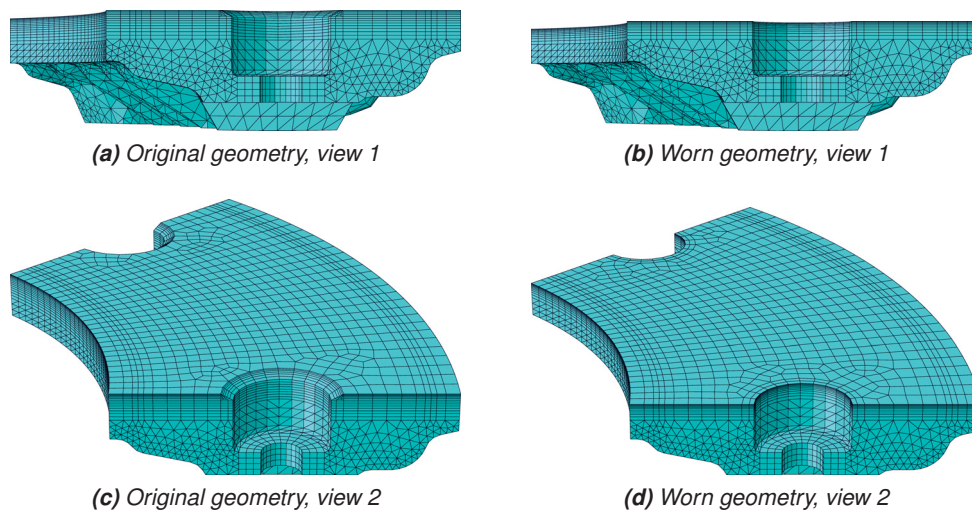 (a) Original geometry, view 1
(b) Worn geometry, view 1
(c) Original geometry, view 2
(d) Worn geometry, view 2